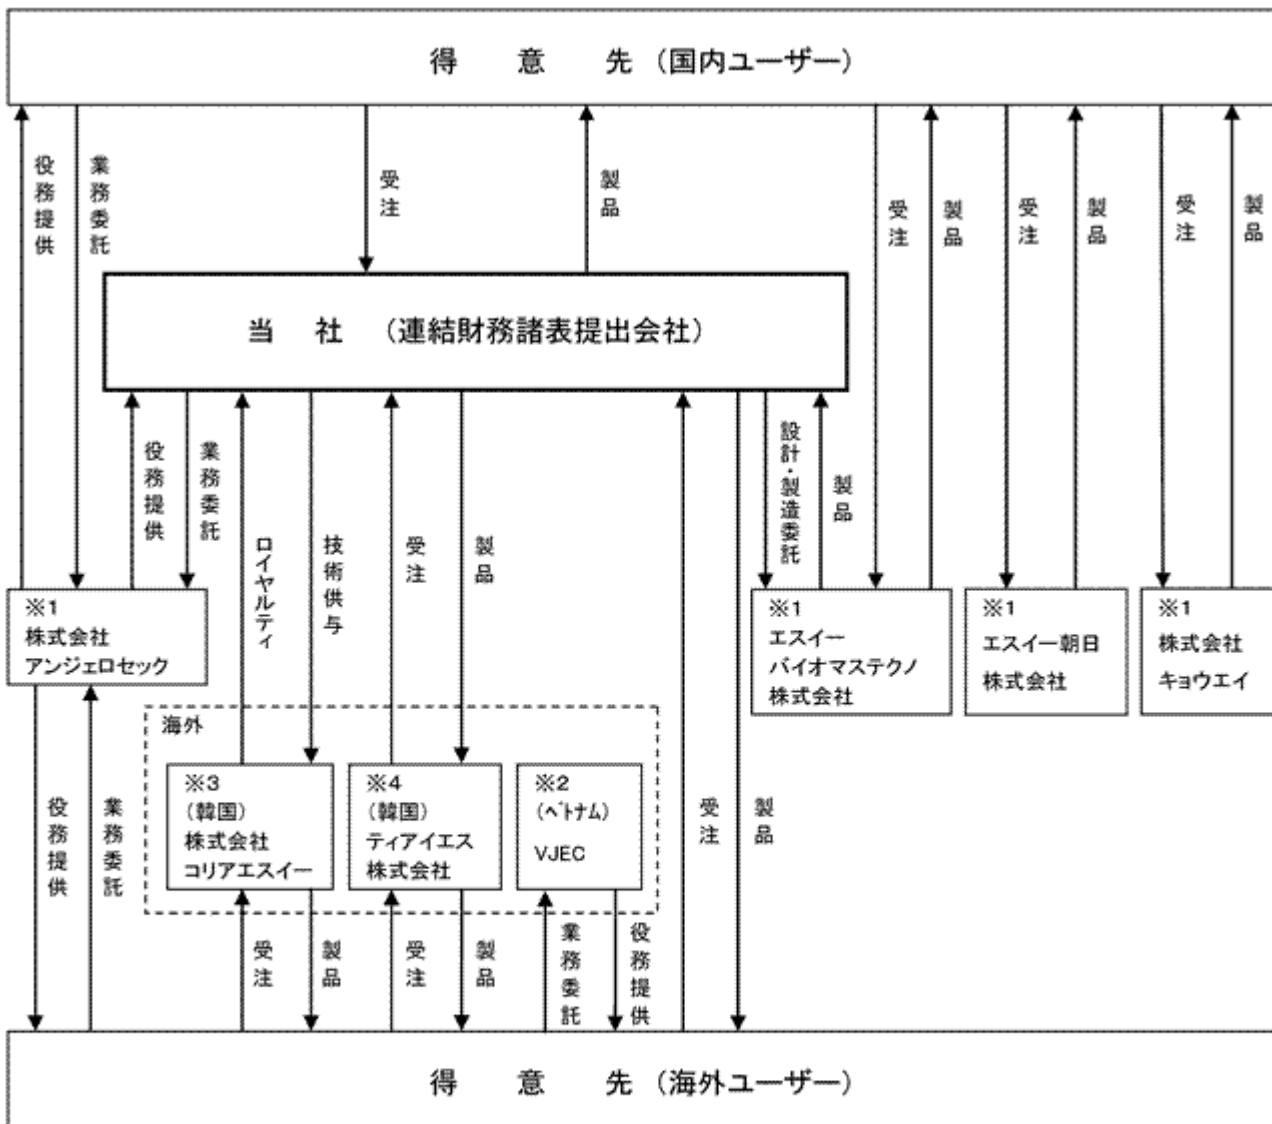 得 意 先 (国内ユーザー)
役務提供
業務委託
受注
製品
受注
製品
受注
製品
受注
製品
当 社 (連結財務諸表提出会社)
役務提供
業務委託
ロイヤルティ
技術供与
受注
製品
設計・製造委託
製品
※1
株式会社
アンジェロセック
※1
エスイー
バイオマステクノ
株式会社
※1
エスイー朝日
株式会社
※1
株式会社
キョウエイ
海外
※3
(韓国)
株式会社
コリアエスイー
※4
(韓国)
ティアイエス
株式会社
※2
(ベトナム)
VJEC
役務提供
業務委託
受注
製品
受注
製品
業務委託
役務提供
受注
製品
得 意 先 (海外ユーザー)